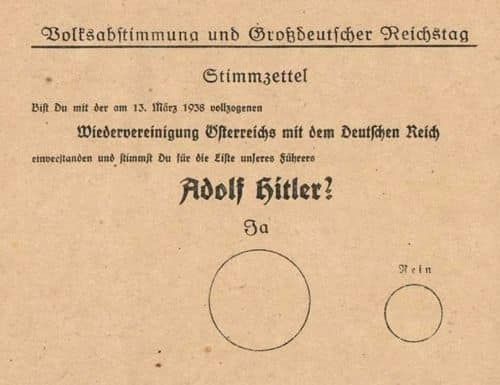 Volksabstimmung und Großdeutscher Reichstag
Stimmzettel
Bist Du mit der am 13. März 1938 vollzogenen
Wiedervereinigung Österreichs mit dem Deutschen Reich
einverstanden und stimmst Du für die Liste unseres Führers
Adolf Hitler?
Ja
Nein